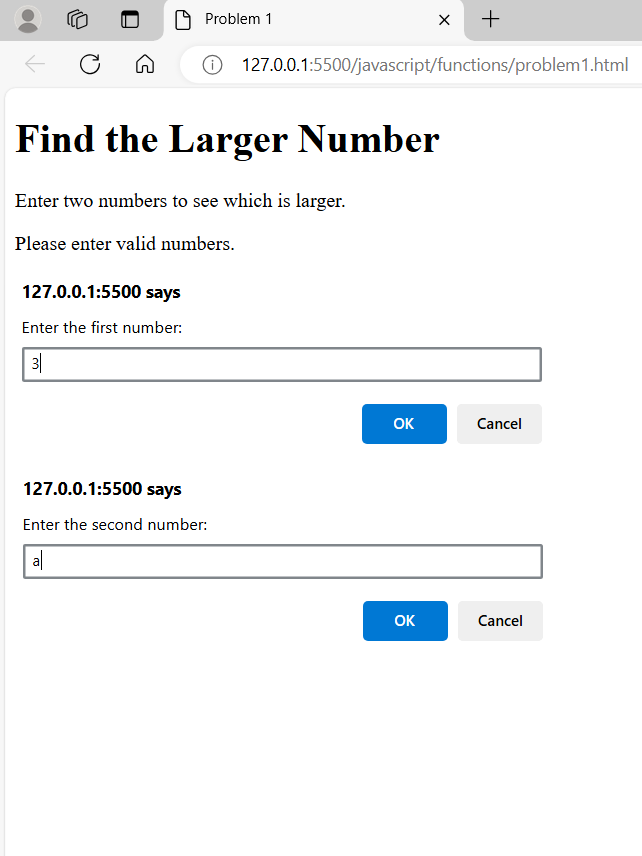 Problem 1
127.0.0.1:5500/javascript/functions/problem1.html
Find the Larger Number
Enter two numbers to see which is larger.
Please enter valid numbers.
127.0.0.1:5500 says
Enter the first number:
3
OK Cancel
127.0.0.1:5500 says
Enter the second number:
a
OK Cancel